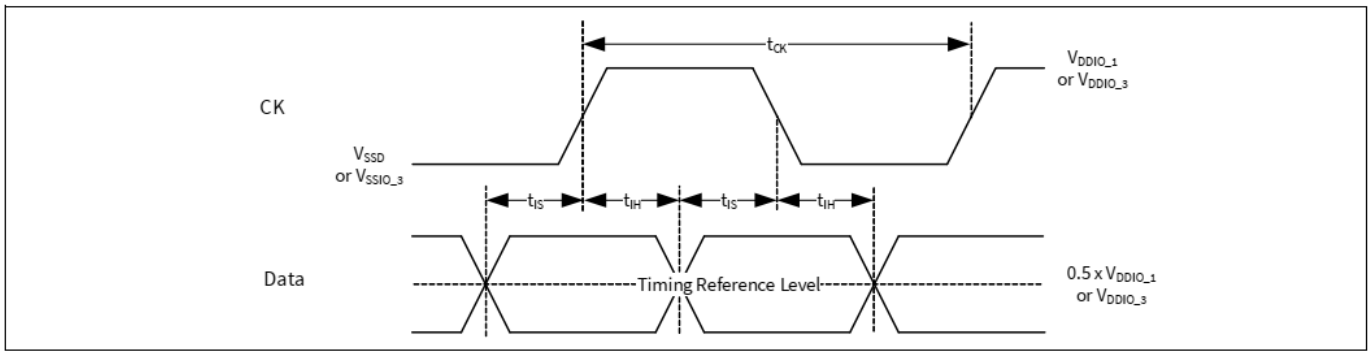 tCK
VDDIO_1
or VDDIO_3
CK
VSSD
or VSSIO_3
tIS
tIH
tIS
tIH
Data
Timing Reference Level
0.5 x VDDIO_1
or VDDIO_3